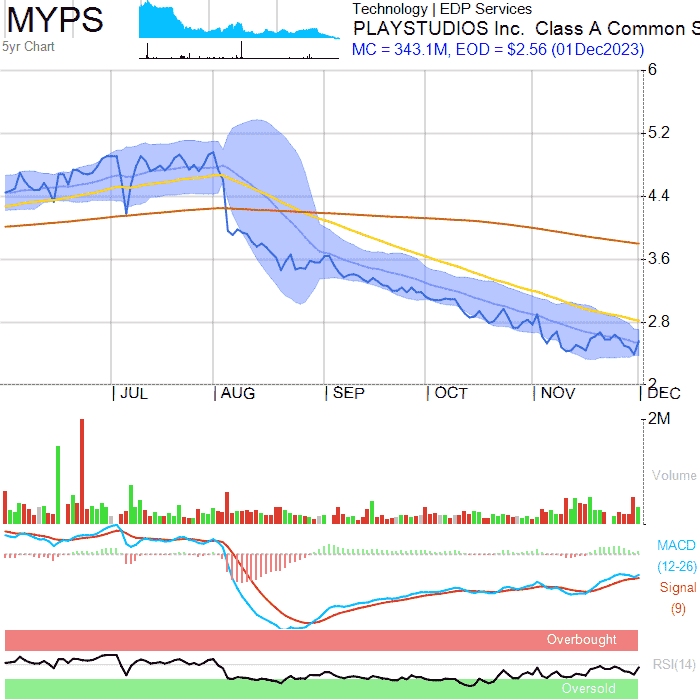 MYPS
5yr Chart
Technology | EDP Services
PLAYSTUDIOS Inc. Class A Common S
MC = 343.1M, EOD = $2.56 (01Dec2023)
6
5.2
4.4
3.6
2.8
2
JUL AUG SEP OCT NOV DEC
2M
Volume
MACD
(12-26)
Signal
(9)
Overbought
RSI(14)
Oversold